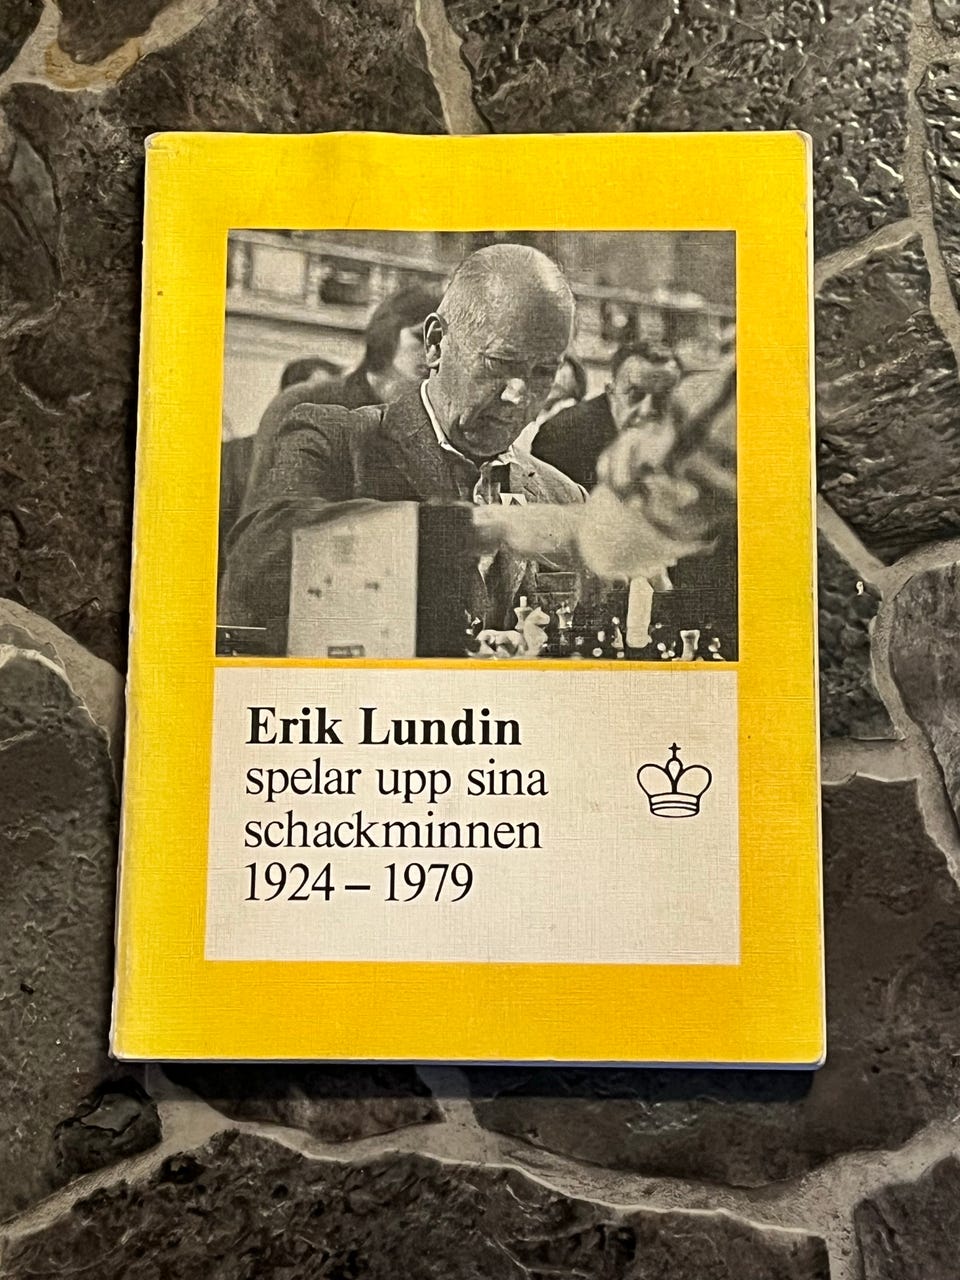 Erik Lundin
spelar upp sina
schackminnen
1924 – 1979